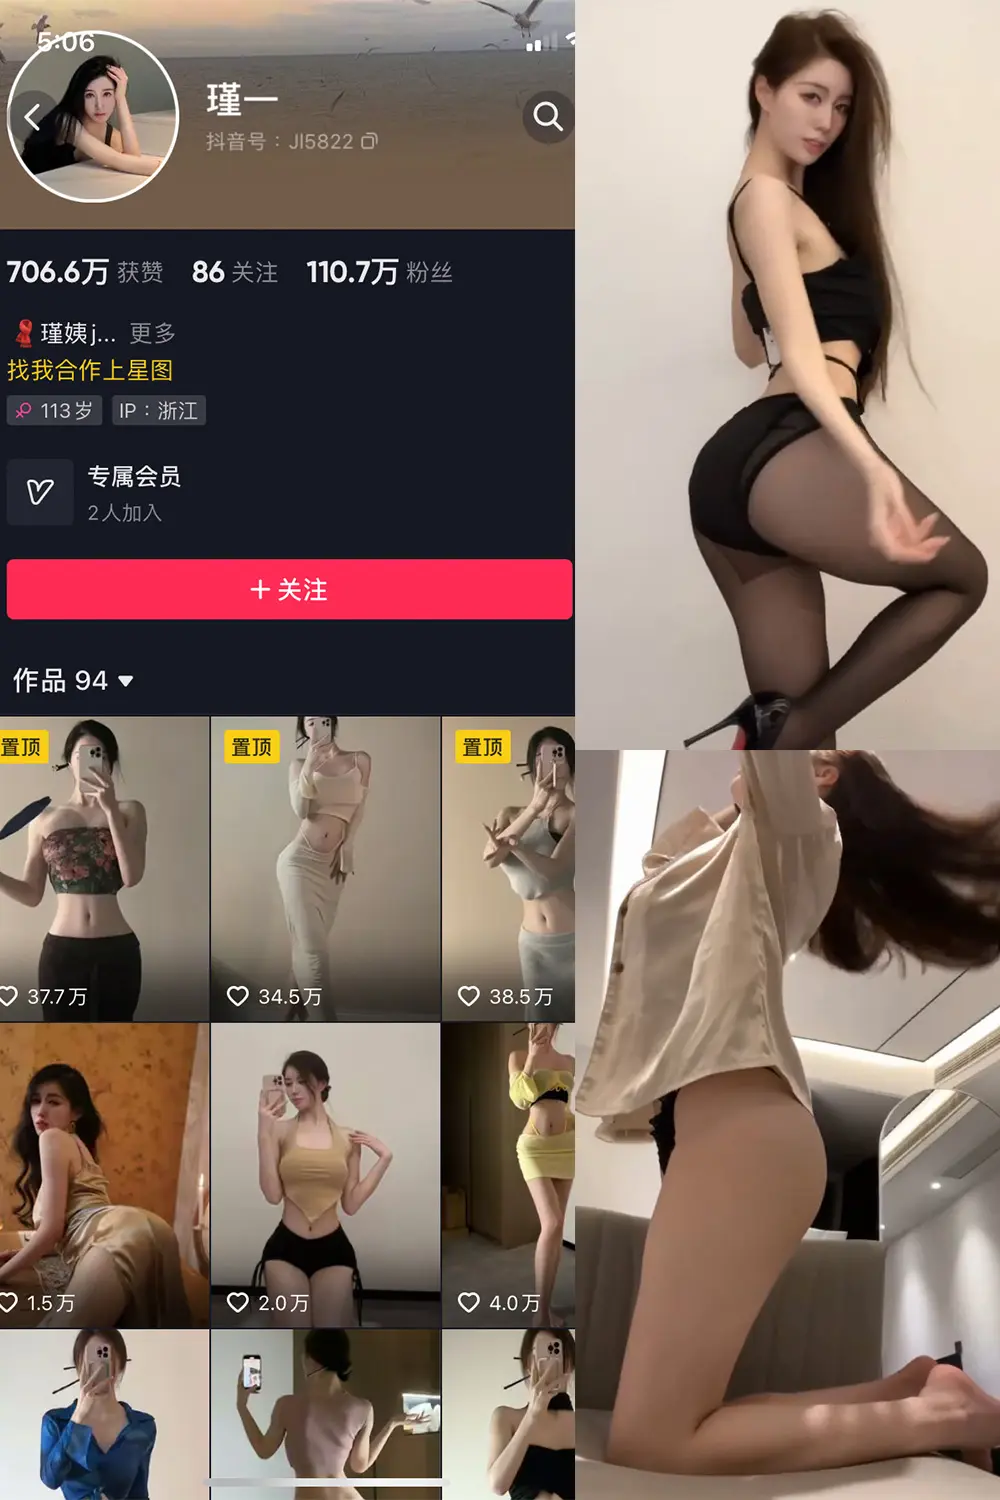 5:06
瑾一
抖音号：JI5822
706.6万 获赞 86 关注 110.7万 粉丝
瑾姨j... 更多
找我合作上星图
113岁 IP：浙江
专属会员
2人加入
+ 关注
作品 94
置顶 置顶 置顶
37.7万 34.5万 38.5万
1.5万 2.0万 4.0万